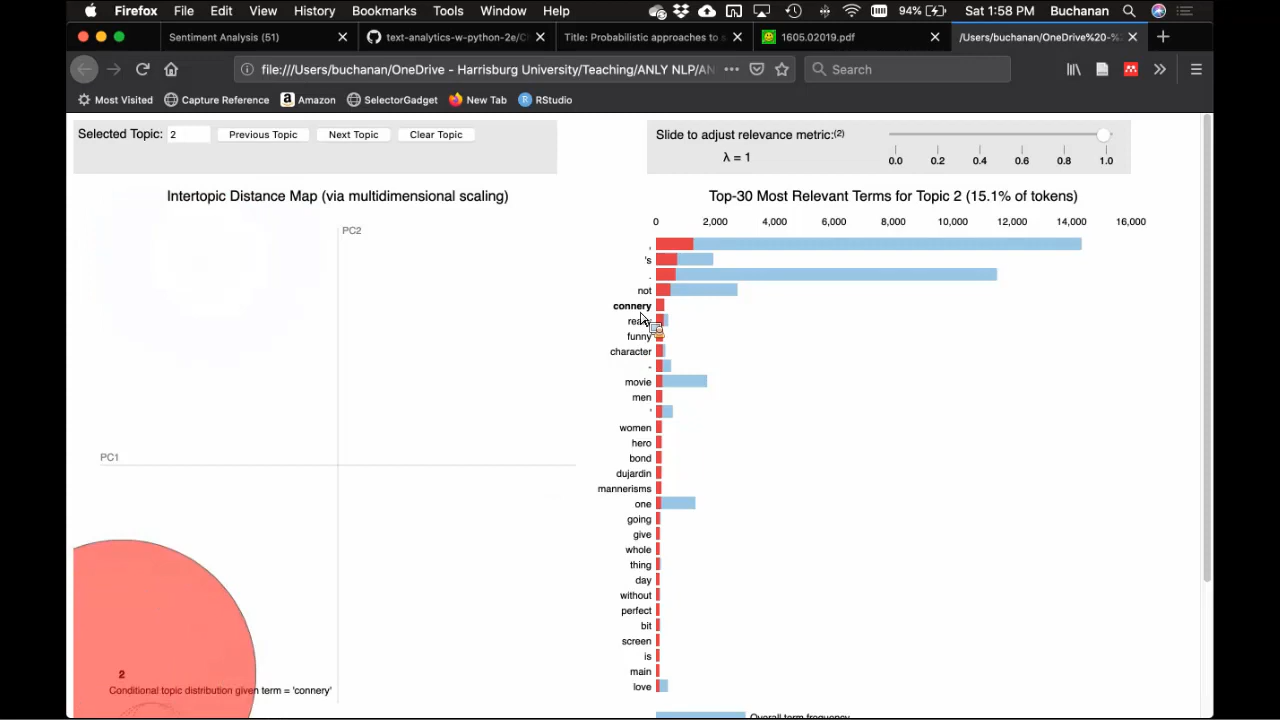 Firefox File Edit View History Bookmarks Tools Window Help 94% Sat 1:58 PM Buchanan
Sentiment Analysis (51) text-analytics-w-python-2e/Ch Title: Probabilistic approaches to 1605.02019.pdf /Users/buchanan/OneDrive%20-%
file:///Users/buchanan/OneDrive - Harrisburg University/Teaching/ANLY NLP/AN Search
Most Visited Capture Reference Amazon SelectorGadget New Tab RStudio
Selected Topic: 2 Previous Topic Next Topic Clear Topic
Slide to adjust relevance metric:(2)
λ = 1
0.0 0.2 0.4 0.6 0.8 1.0
Intertopic Distance Map (via multidimensional scaling)
PC2
PC1
2
Conditional topic distribution given term = 'connery'
Top-30 Most Relevant Terms for Topic 2 (15.1% of tokens)
0 2,000 4,000 6,000 8,000 10,000 12,000 14,000 16,000
,
's
.
not
connery
funny
character
-
movie
men
'
women
hero
bond
dujardin
mannerisms
one
going
give
whole
thing
day
without
perfect
bit
screen
is
main
love
Overall term frequency